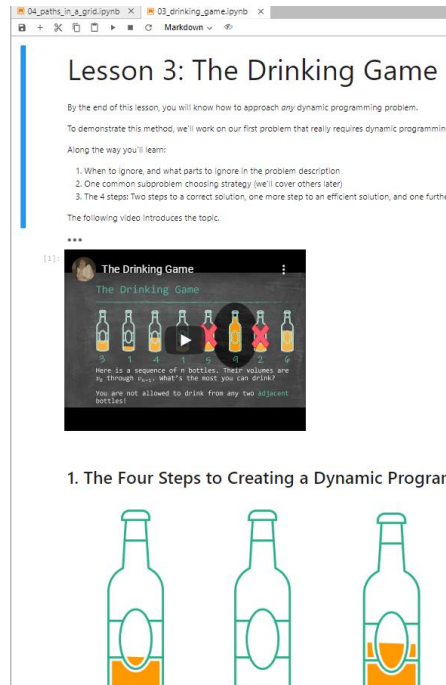 04_paths_in_a_grid.ipynb
03_drinking_game.ipynb
Markdown
Lesson 3: The Drinking Game
By the end of this lesson, you will know how to approach any dynamic programming problem.
To demonstrate this method, we'll work on our first problem that really requires dynamic programmin
Along the way you'll learn:
1. When to ignore, and what parts to ignore in the problem description
2. One common subproblem choosing strategy (we'll cover others later)
3. The 4 steps: Two steps to a correct solution, one more step to an efficient solution, and one furthe
The following video introduces the topic.
[1]:
The Drinking Game
The Drinking Game
3 1 4 1 5 9 2 6
Here is a sequence of n bottles. Their volumes are
v₀ through vₙ₋₁. What's the most you can drink?
You are not allowed to drink from any two adjacent
bottles!
1. The Four Steps to Creating a Dynamic Program